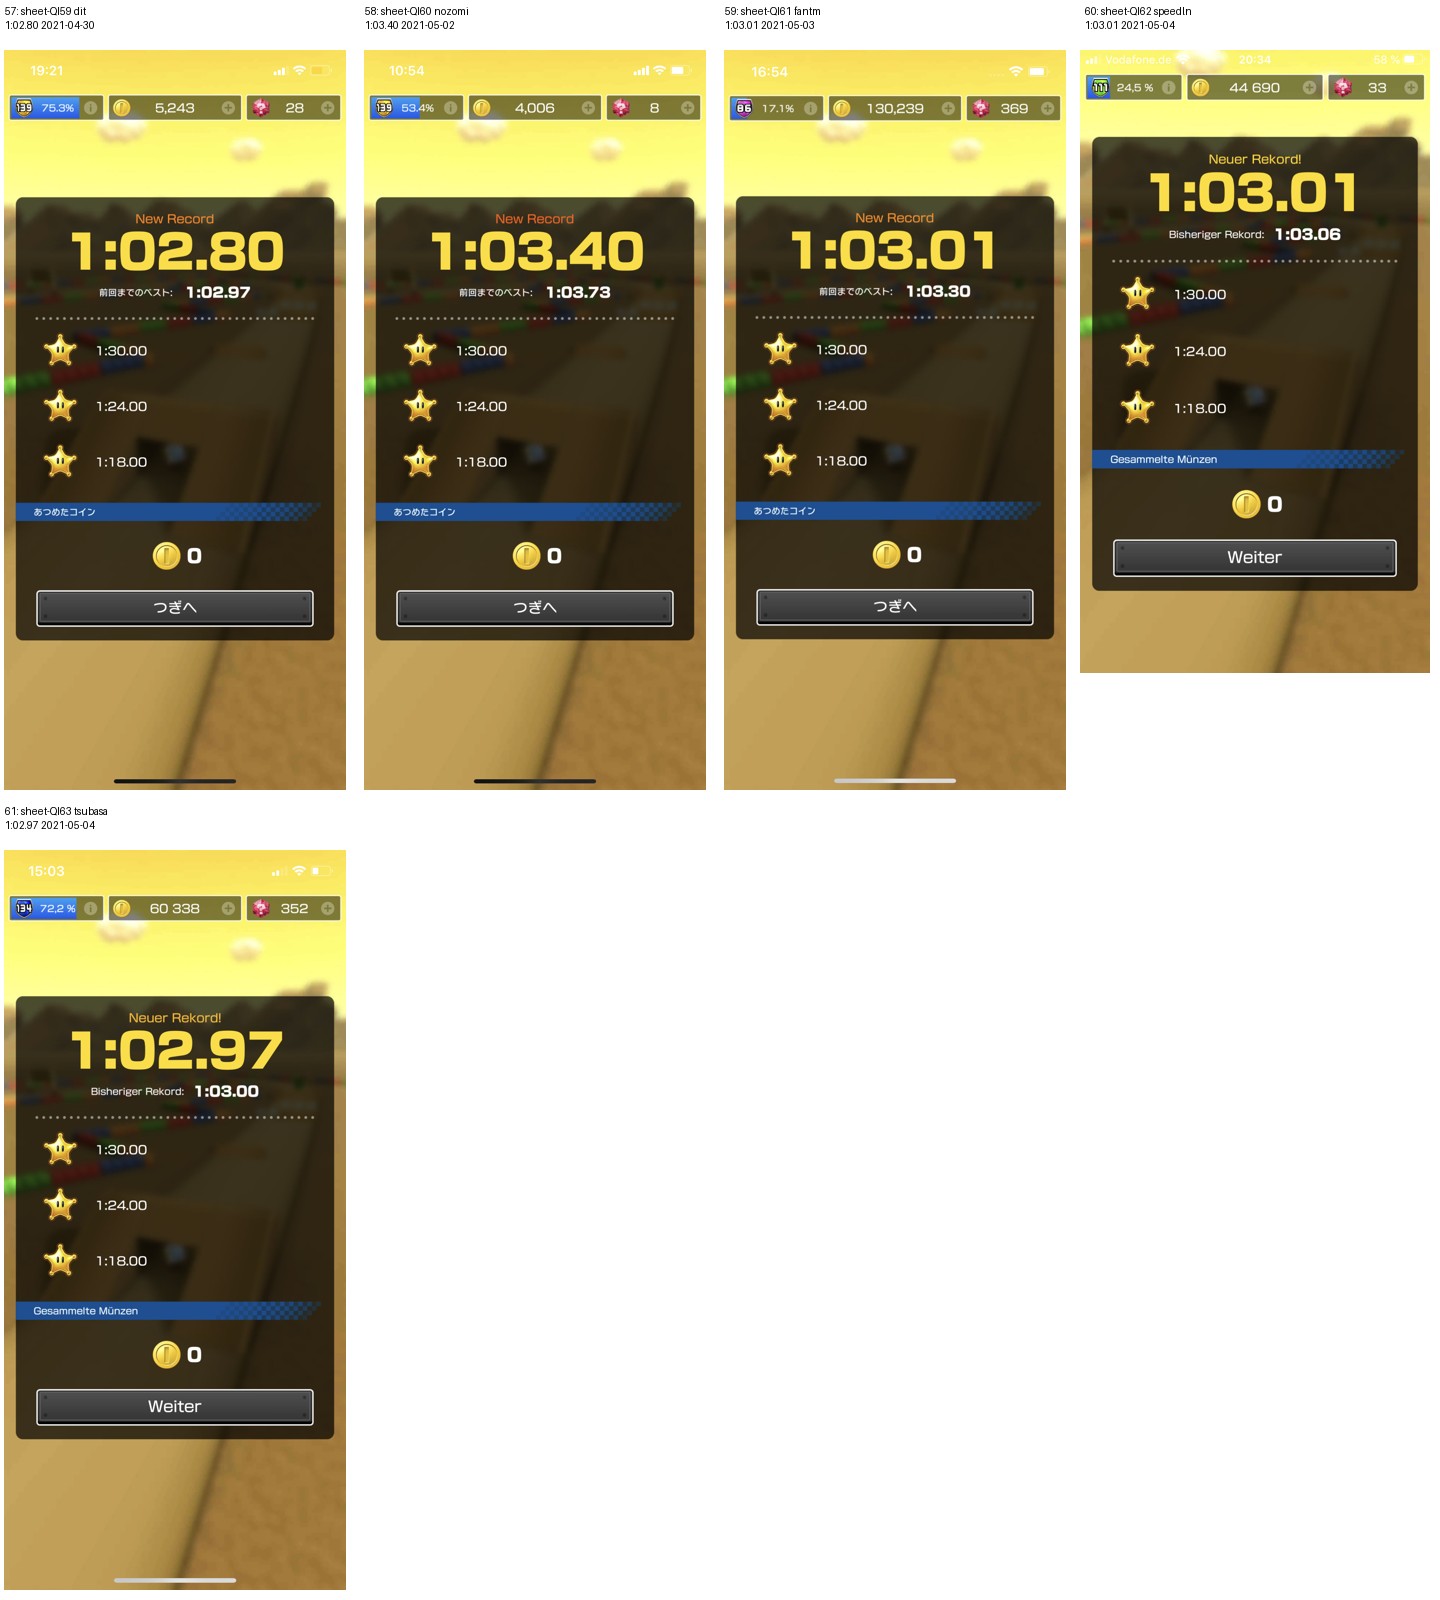 57: sheet-QI59 dit
1:02.80 2021-04-30
19:21
139 75.3% i 5,243 28
New Record
1:02.80
前回までのベスト: 1:02.97
1:30.00
1:24.00
1:18.00
あつめたコイン
0
つぎへ
58: sheet-QI60 nozomi
1:03.40 2021-05-02
10:54
139 53.4% i 4,006 8
New Record
1:03.40
前回までのベスト: 1:03.73
1:30.00
1:24.00
1:18.00
あつめたコイン
0
つぎへ
59: sheet-QI61 fantm
1:03.01 2021-05-03
16:54
86 17.1% i 130,239 369
New Record
1:03.01
前回までのベスト: 1:03.30
1:30.00
1:24.00
1:18.00
あつめたコイン
0
つぎへ
60: sheet-QI62 speedln
1:03.01 2021-05-04
Vodafone.de 20:34 58 %
111 24,5 % i 44 690 33
Neuer Rekord!
1:03.01
Bisheriger Rekord: 1:03.06
1:30.00
1:24.00
1:18.00
Gesammelte Münzen
0
Weiter
61: sheet-QI63 tsubasa
1:02.97 2021-05-04
15:03
134 72,2 % i 60 338 352
Neuer Rekord!
1:02.97
Bisheriger Rekord: 1:03.00
1:30.00
1:24.00
1:18.00
Gesammelte Münzen
0
Weiter